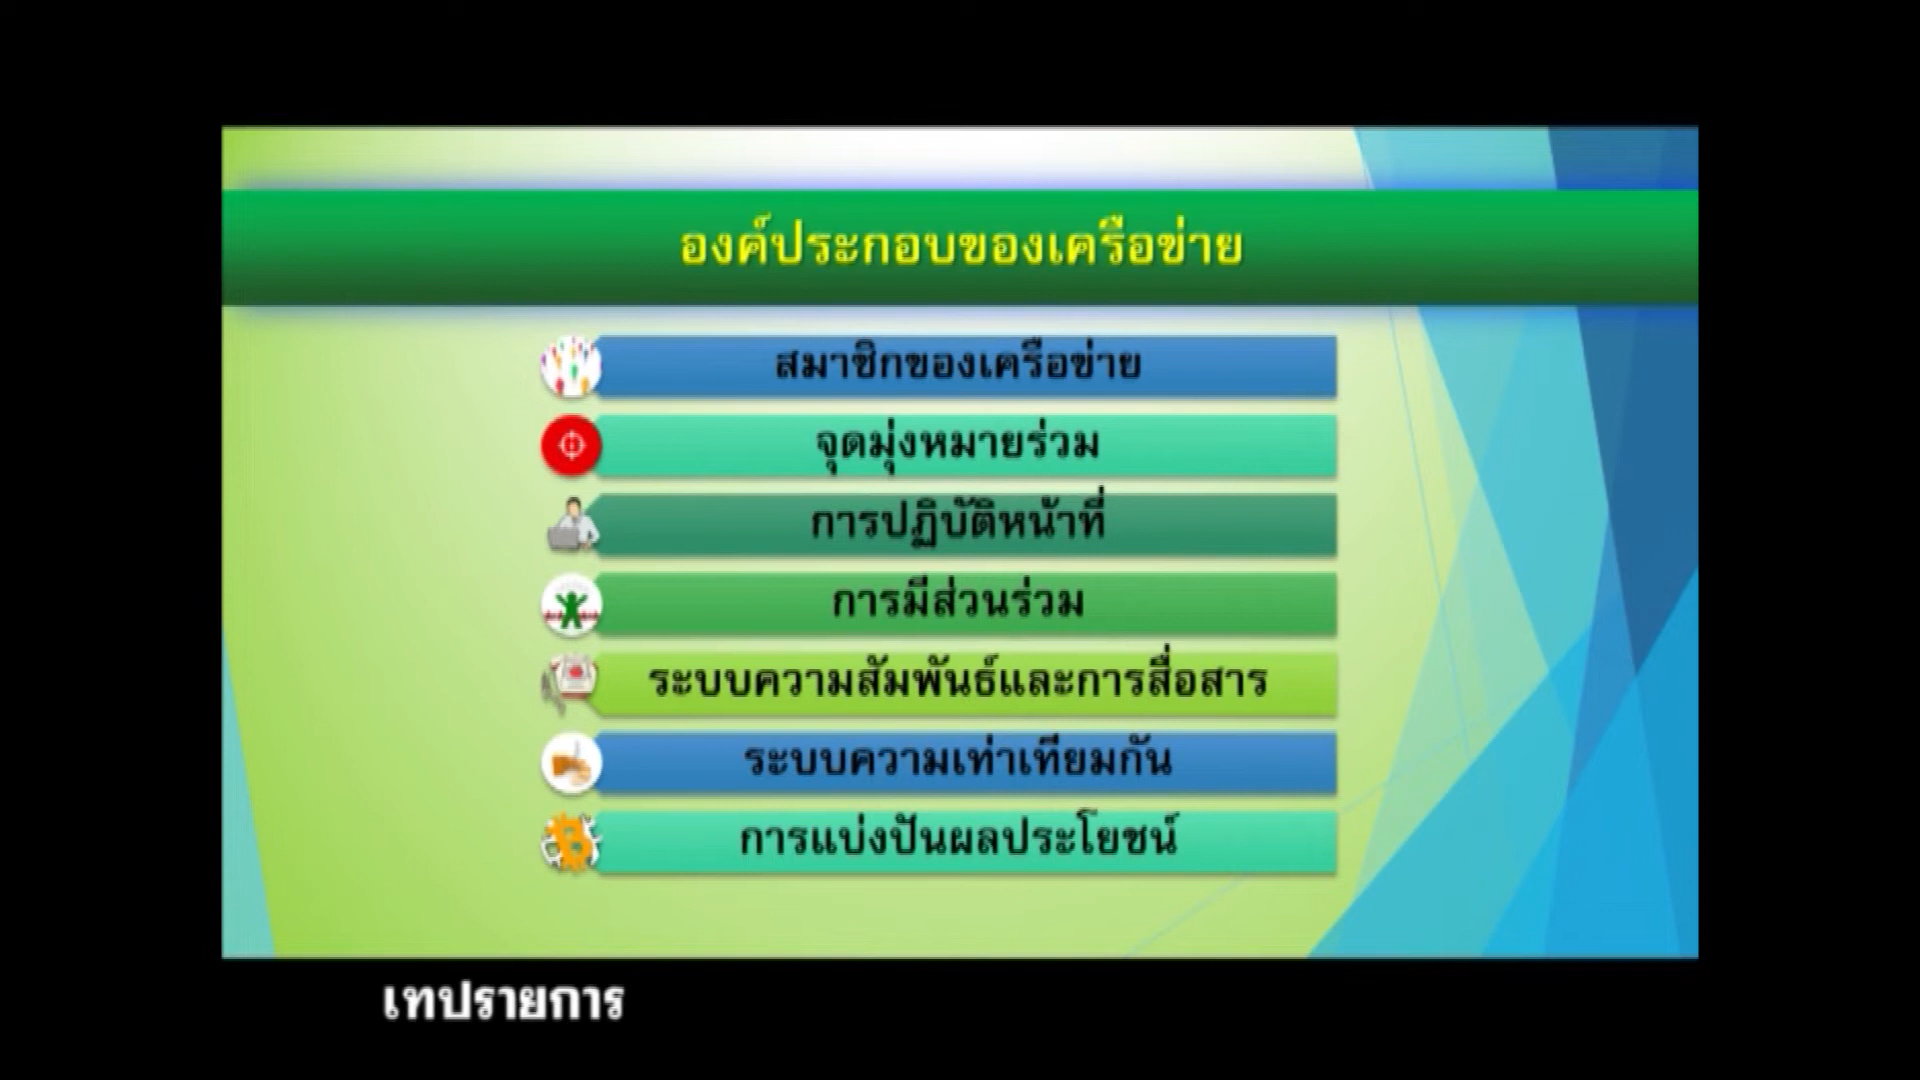 องค์ประกอบของเครือข่าย
สมาชิกของเครือข่าย
จุดมุ่งหมายร่วม
การปฏิบัติหน้าที่
การมีส่วนร่วม
ระบบความสัมพันธ์และการสื่อสาร
ระบบความเท่าเทียมกัน
การแบ่งปันผลประโยชน์
เทปรายการ